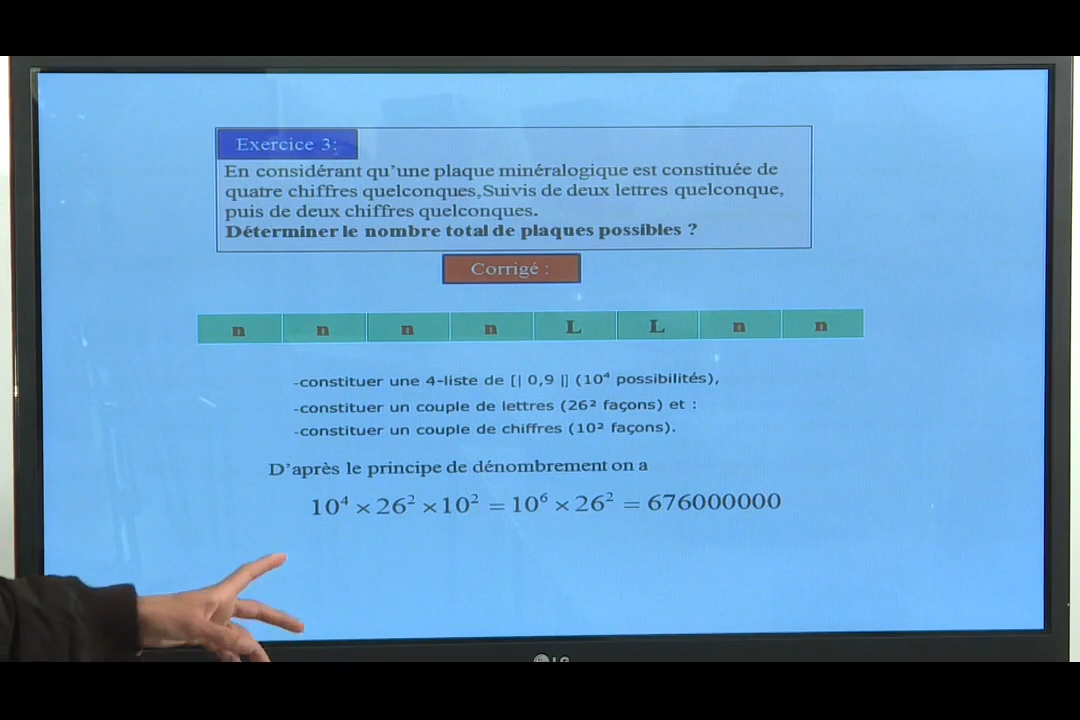 Exercice 3:
En considérant qu'une plaque minéralogique est constituée de
quatre chiffres quelconques,Suivis de deux lettres quelconque,
puis de deux chiffres quelconques.
Déterminer le nombre total de plaques possibles ?
Corrigé :
n n n n L L n n
-constituer une 4-liste de [| 0,9 |] (10⁴ possibilités),
-constituer un couple de lettres (26² façons) et :
-constituer un couple de chiffres (10² façons).
D'après le principe de dénombrement on a
10⁴ × 26² × 10² = 10⁶ × 26² = 676000000
LG